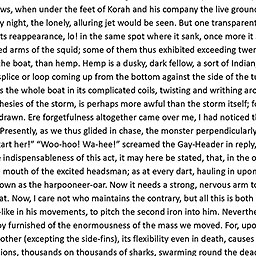 ws, when under the feet of Korah and his company the live ground
y night, the lonely, alluring jet would be seen. But one transparent
ts reappearance, lo! in the same spot where it sank, once more it
ed arms of the squid; some of them thus exhibited exceeding twen
the boat, than hemp. Hemp is a dusky, dark fellow, a sort of Indian;
splice or loop coming up from the bottom against the side of the tu
s the whole boat in its complicated coils, twisting and writhing aro
hesies of the storm, is perhaps more awful than the storm itself; fo
drawn. Ere forgetfulness altogether came over me, I had noticed th
Presently, as we thus glided in chase, the monster perpendicularly
tart her!” “Woo-hoo! Wa-hee!” screamed the Gay-Header in reply,
e indispensableness of this act, it may here be stated, that, in the o
mouth of the excised headsman; as at every dart, hauling in upon
own as the harpooneer-oar. Now it needs a strong, nervous arm to
at. Now, I care not who maintains the contrary, but all this is both
-like in his movements, to pitch the second iron into him. Neverthe
oy furnished of the enormousness of the mass we moved. For, upo
other (excepting the side-fins), its flexibility even in death, causes
ions, thousands on thousands of sharks, swarming round the dead